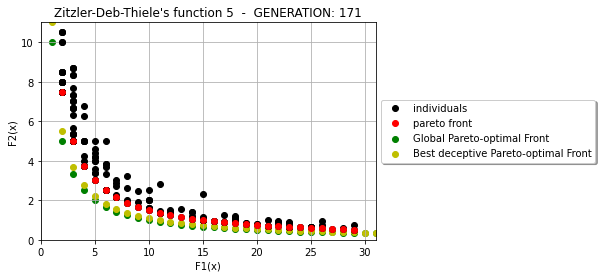 Zitzler-Deb-Thiele's function 5 - GENERATION: 171
F2(x)
10
8
6
4
2
0
0 5 10 15 20 25 30
F1(x)
individuals
pareto front
Global Pareto-optimal Front
Best deceptive Pareto-optimal Front